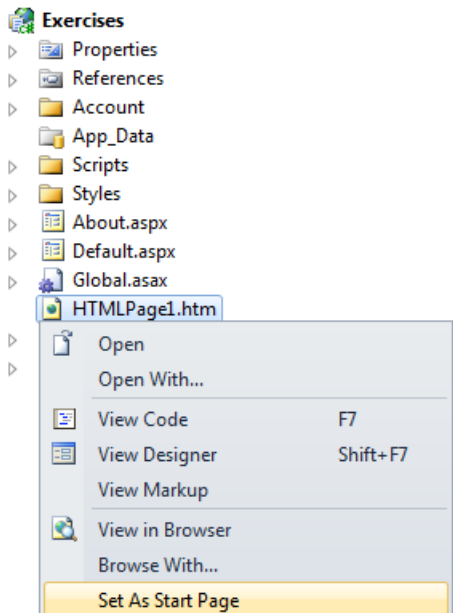 Exercises
Properties
References
Account
App_Data
Scripts
Styles
About.aspx
Default.aspx
Global.asax
HTMLPage1.htm
Open
Open With...
View Code F7
View Designer Shift+F7
View Markup
View in Browser
Browse With...
Set As Start Page